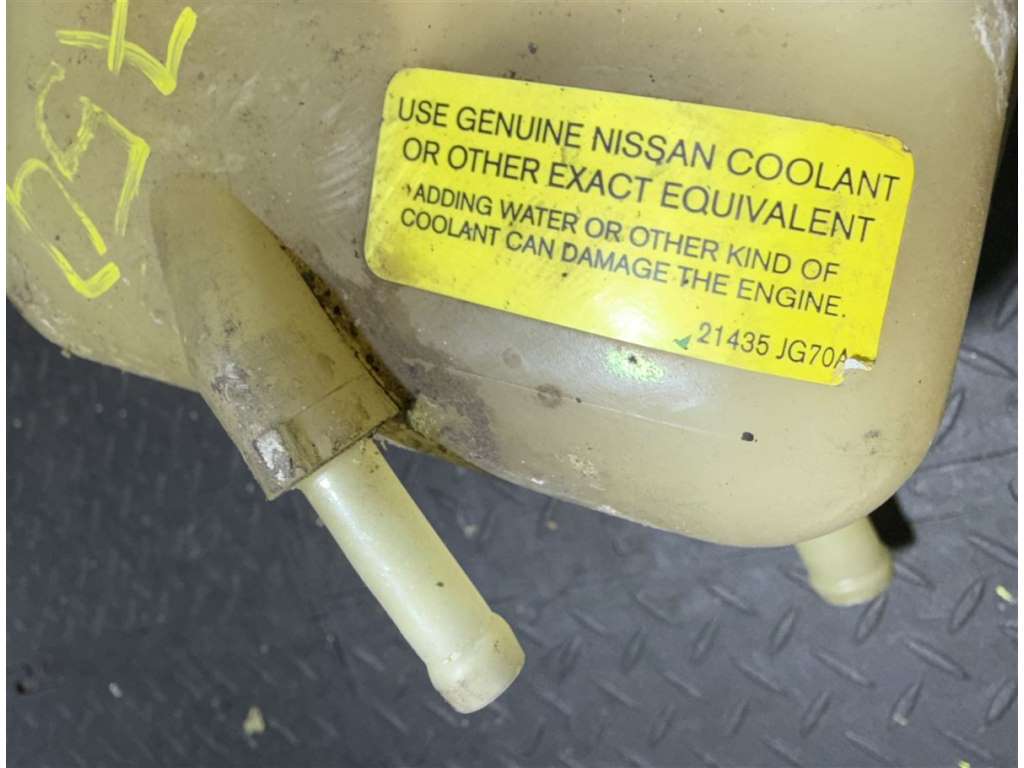 USE GENUINE NISSAN COOLANT
OR OTHER EXACT EQUIVALENT
ADDING WATER OR OTHER KIND OF
COOLANT CAN DAMAGE THE ENGINE.
21435 JG70A